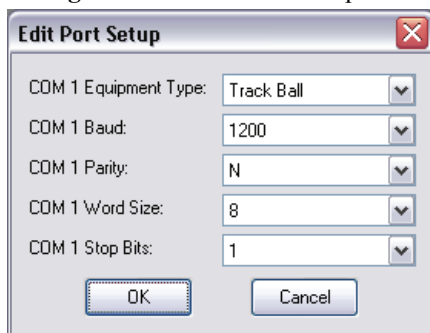 Edit Port Setup
COM 1 Equipment Type: Track Ball
COM 1 Baud: 1200
COM 1 Parity: N
COM 1 Word Size: 8
COM 1 Stop Bits: 1
OK Cancel